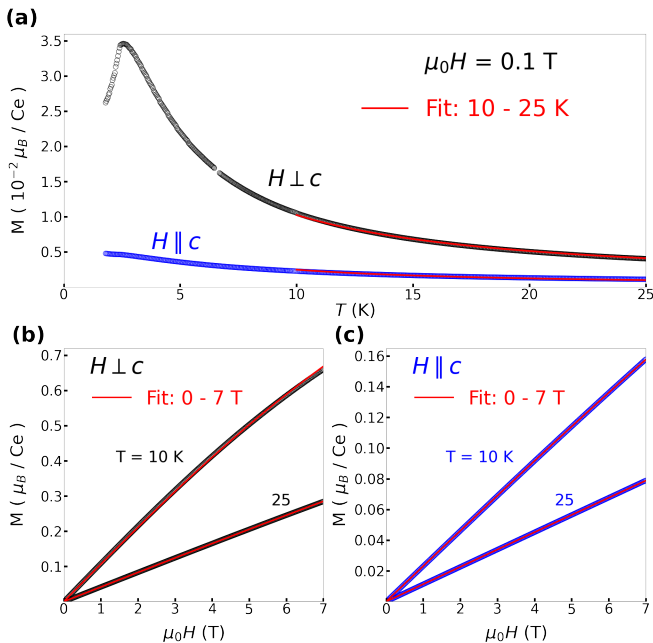 (a)
μ₀H = 0.1 T
Fit: 10 - 25 K
H ⊥ c
H ∥ c
M ( 10⁻² μ_B / Ce )
3.5
3.0
2.5
2.0
1.5
1.0
0.5
0 5 10 15 20 25
T (K)
(b)
H ⊥ c
Fit: 0 - 7 T
T = 10 K
25
M ( μ_B / Ce )
0.7
0.6
0.5
0.4
0.3
0.2
0.1
0 1 2 3 4 5 6 7
μ₀H (T)
(c)
H ∥ c
Fit: 0 - 7 T
T = 10 K
25
M ( μ_B / Ce )
0.16
0.14
0.12
0.10
0.08
0.06
0.04
0.02
0 1 2 3 4 5 6 7
μ₀H (T)